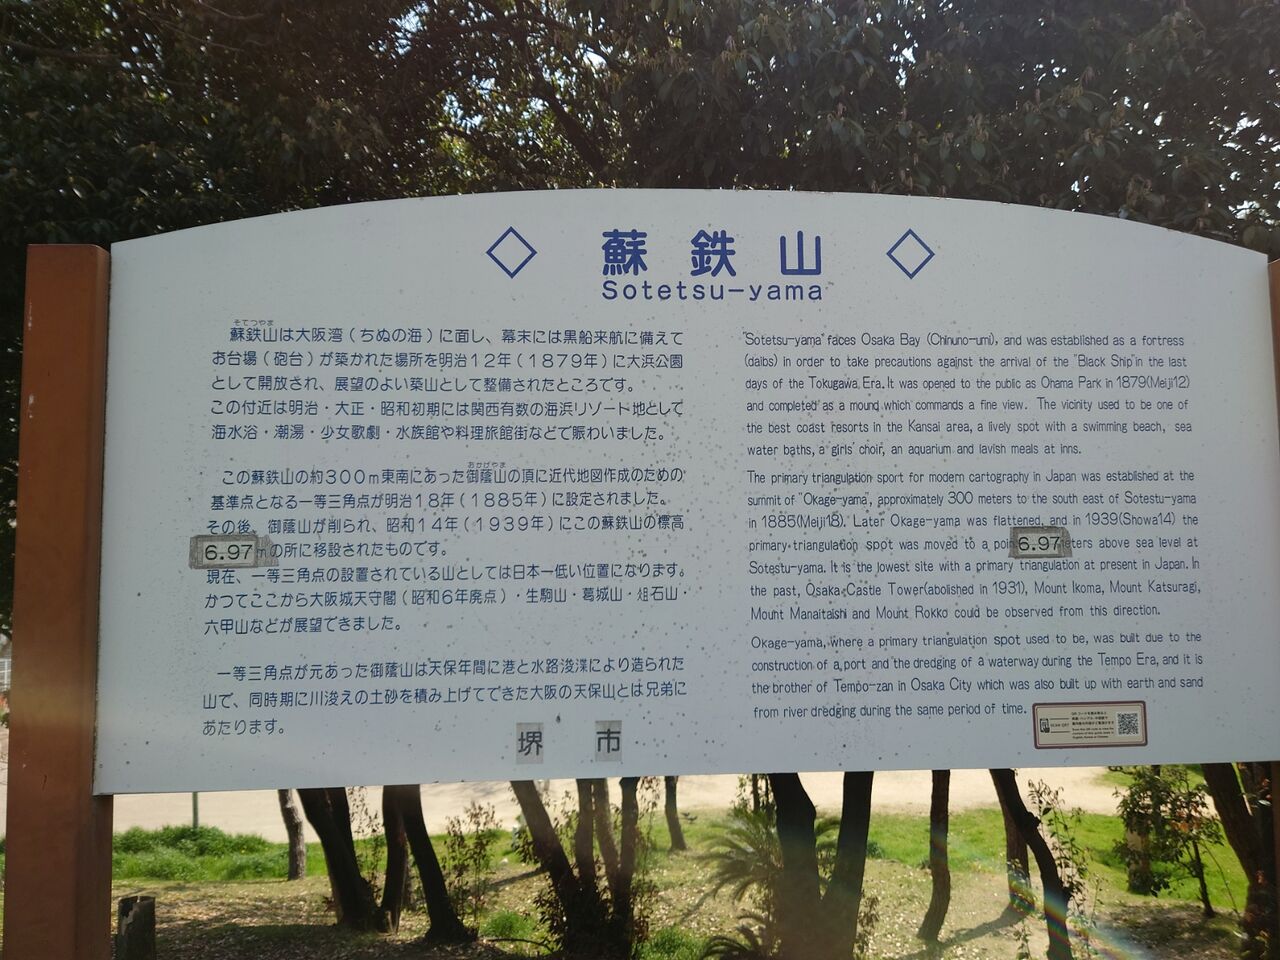 蘇鉄山
Sotetsu-yama
そてつやま
蘇鉄山は大阪湾（ちぬの海）に面し、幕末には黒船来航に備えて
お台場（砲台）が築かれた場所を明治12年（1879年）に大浜公園
として開放され、展望のよい築山として整備されたところです。
この付近は明治・大正・昭和初期には関西有数の海浜リゾート地として
海水浴・潮湯・少女歌劇・水族館や料理旅館街などで賑わいました。
おかげやま
この蘇鉄山の約300m東南にあった御蔭山の頂に近代地図作成のための
基準点となる一等三角点が明治18年（1885年）に設定されました。
その後、御蔭山が削られ、昭和14年（1939年）にこの蘇鉄山の標高
6.97mの所に移設されたものです。
現在、一等三角点の設置されている山としては日本一低い位置になります。
かつてここから大阪城天守閣（昭和6年廃点）・生駒山・葛城山・俎石山・
六甲山などが展望できました。
一等三角点が元あった御蔭山は天保年間に港と水路浚渫により造られた
山で、同時期に川浚えの土砂を積み上げてできた大阪の天保山とは兄弟に
あたります。
堺市
"Sotetsu-yama" faces Osaka Bay (Chinuno-umi), and was established as a fortress
(daibs) in order to take precautions against the arrival of the "Black Ship"in the last
days of the Tokugawa Era. It was opened to the public as Ohama Park in 1879(Meiji12)
and completed as a mound which commands a fine view. The vicinity used to be one of
the best coast resorts in the Kansai area, a lively spot with a swimming beach, sea
water baths, a girls' choir, an aquarium and lavish meals at inns.
The primary triangulation sport for modern cartography in Japan was established at the
summit of "Okage-yama", approximately 300 meters to the south east of Sotestu-yama
in 1885(Meiji18). Later Okage-yama was flattened, and in 1939(Showa14) the
primary triangulation spot was moved to a poin 6.97 eters above sea level at
Sotestu-yama. It is the lowest site with a primary triangulation at present in Japan. In
the past, Osaka Castle Tower(abolished in 1931), Mount Ikoma, Mount Katsuragi,
Mount Manaitaishi and Mount Rokko could be observed from this direction.
Okage-yama, where a primary triangulation spot used to be, was built due to the
construction of a port and the dredging of a waterway during the Tempo Era, and it is
the brother of Tempo-zan in Osaka City which was also built up with earth and sand
from river dredging during the same period of time.